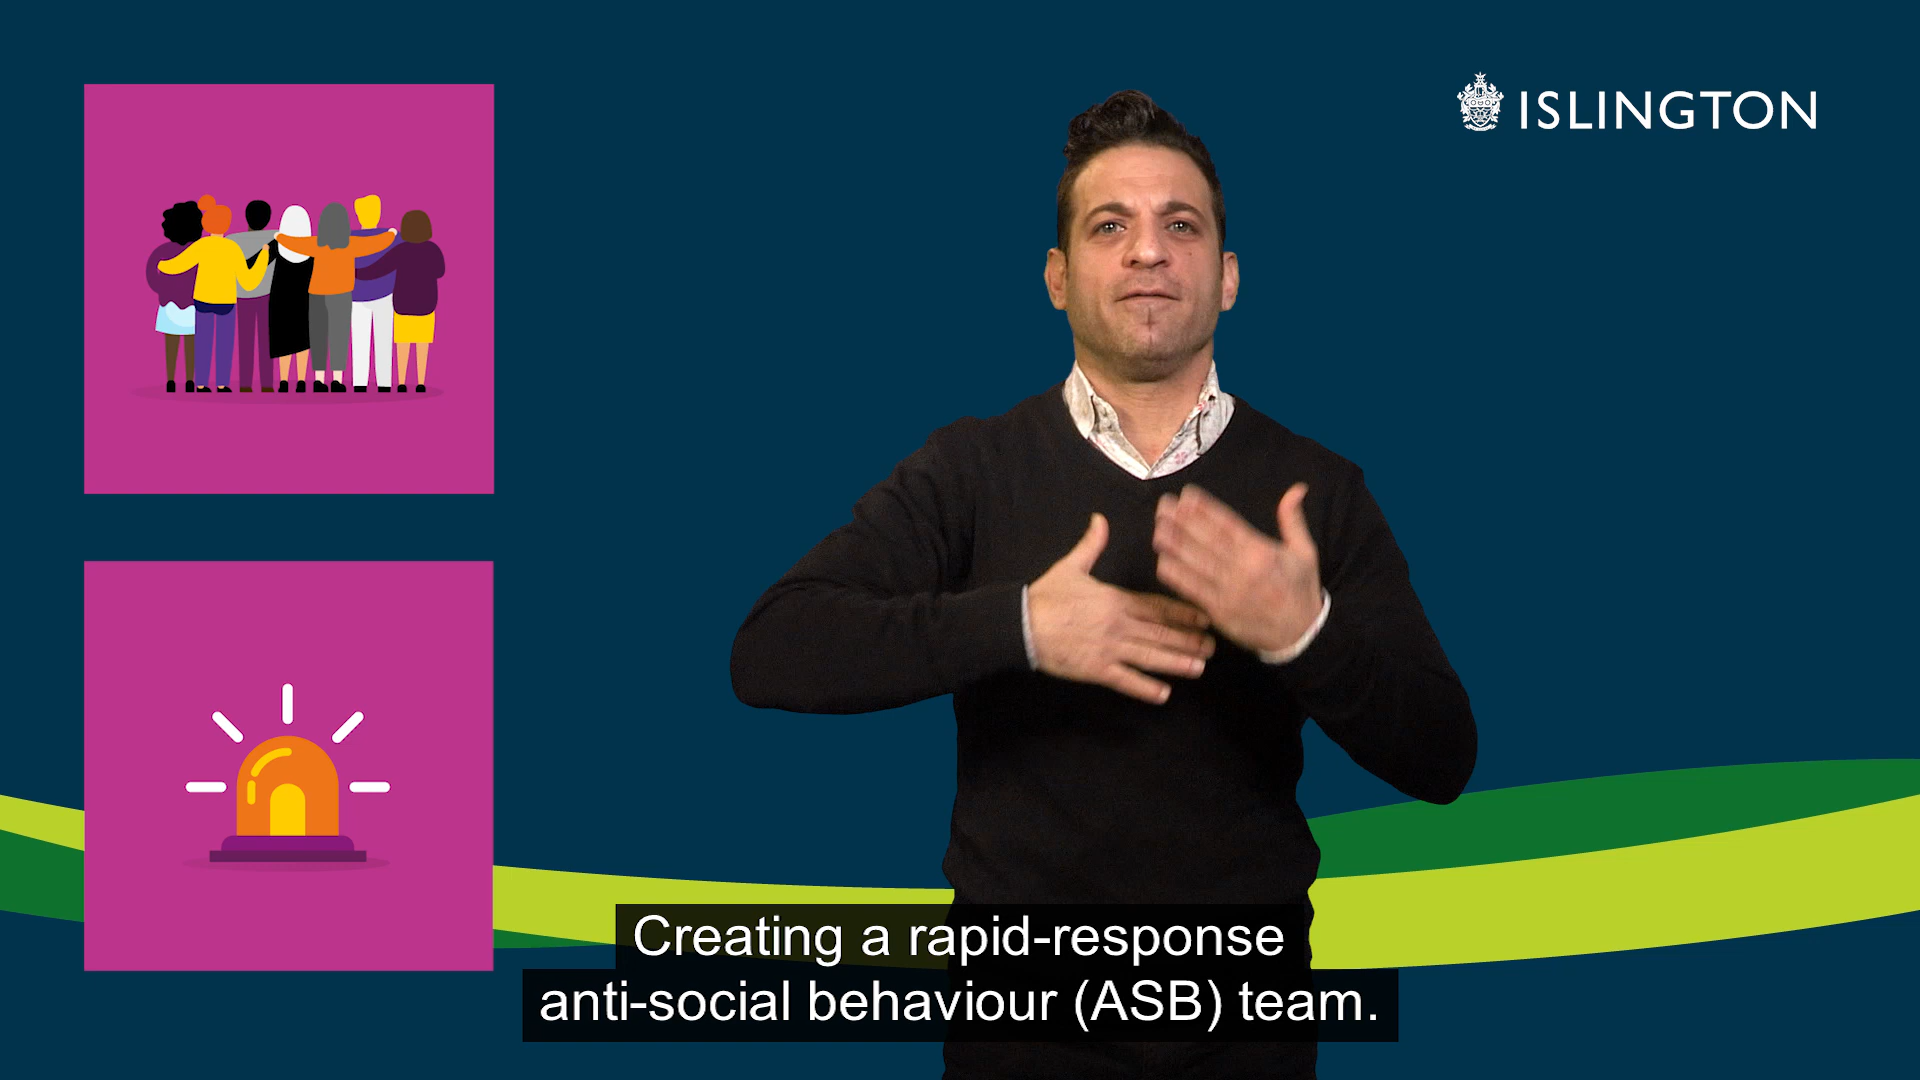 ISLINGTON
Creating a rapid-response
anti-social behaviour (ASB) team.